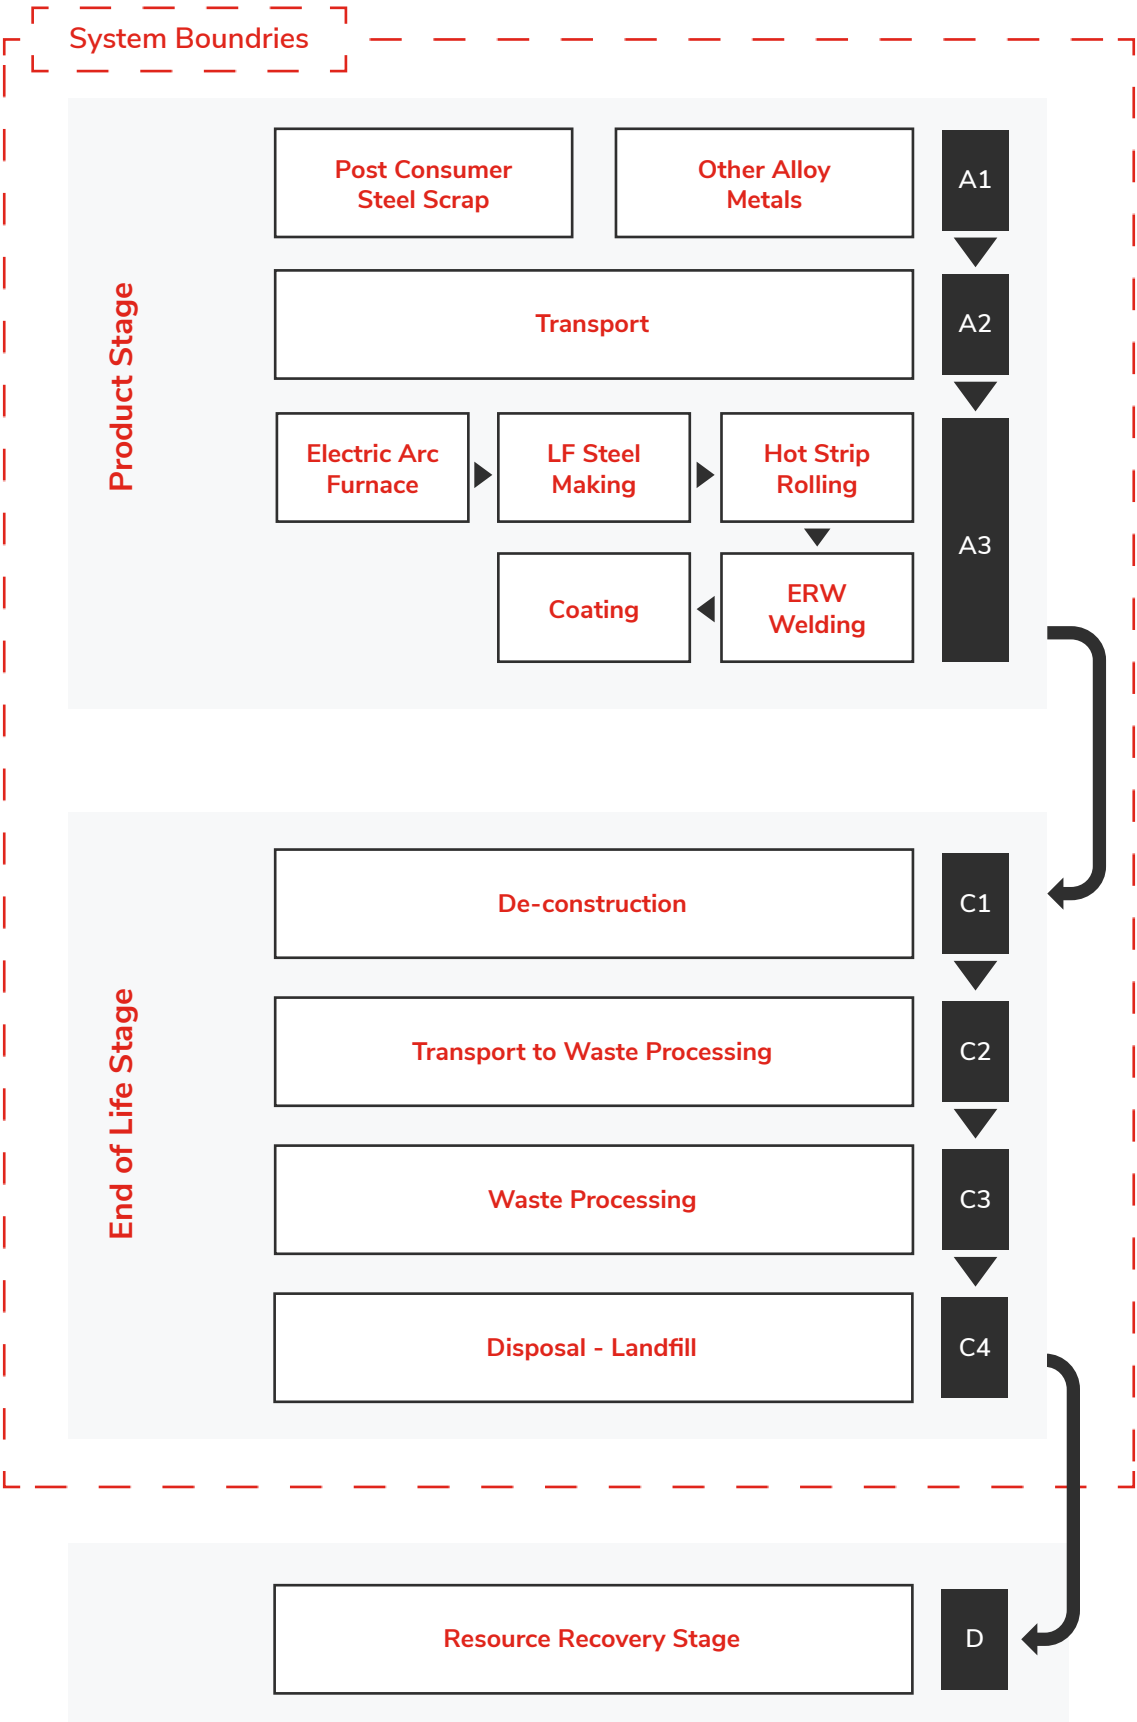 System Boundries
Product Stage
Post Consumer
Steel Scrap
Other Alloy
Metals
A1
Transport
A2
Electric Arc
Furnace
LF Steel
Making
Hot Strip
Rolling
A3
Coating
ERW
Welding
End of Life Stage
De-construction
C1
Transport to Waste Processing
C2
Waste Processing
C3
Disposal - Landfill
C4
Resource Recovery Stage
D